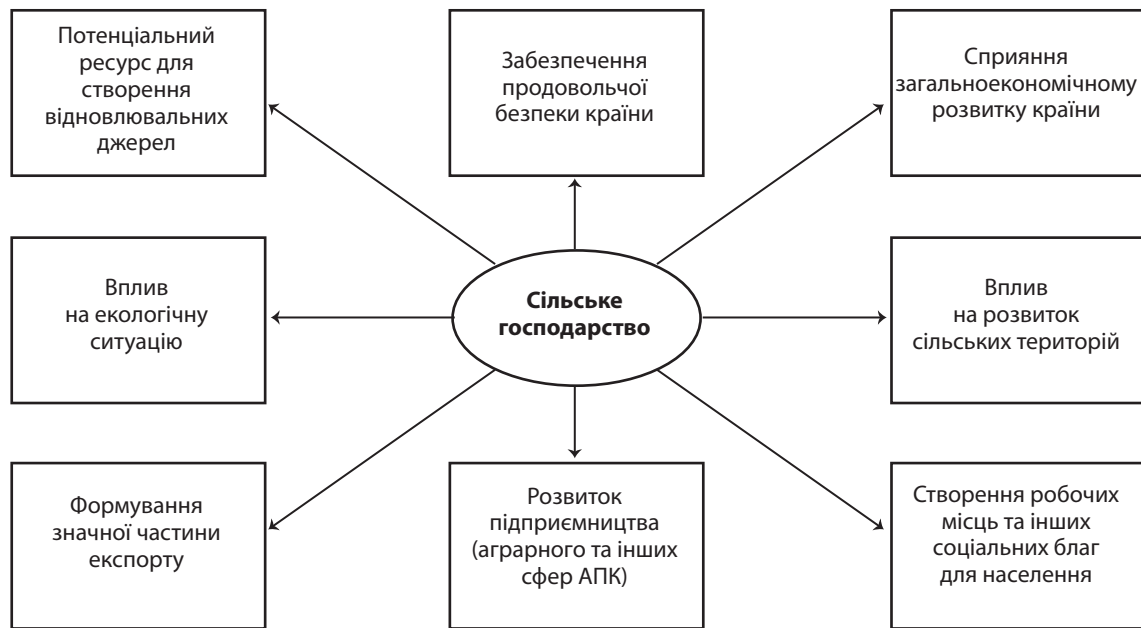 Потенціальний
ресурс для
створення
відновлювальних
джерел
Забезпечення
продовольчої
безпеки країни
Сприяння
загальноекономічному
розвитку країни
Вплив
на екологічну
ситуацію
Сільське
господарство
Вплив
на розвиток
сільських територій
Формування
значної частини
експорту
Розвиток
підприємництва
(аграрного та інших
сфер АПК)
Створення робочих
місць та інших
соціальних благ
для населення